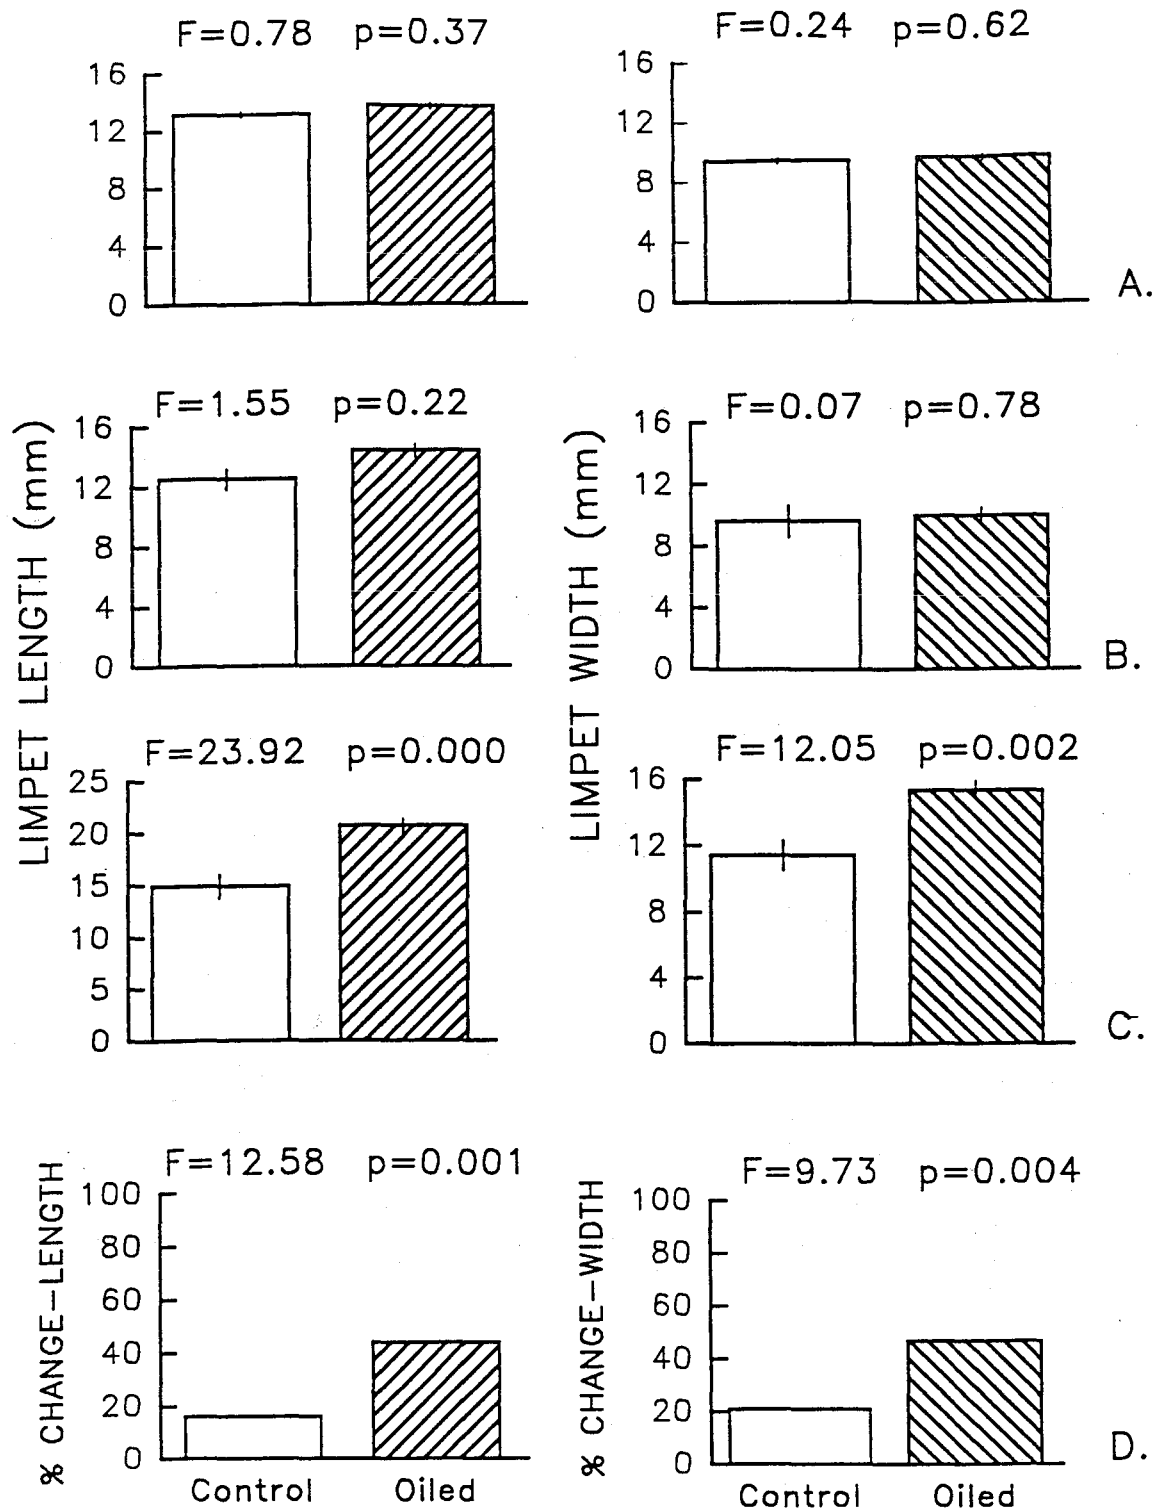 F=0.78 p=0.37
16
12
8
4
0
F=0.24 p=0.62
16
12
8
4
0
A.
LIMPET LENGTH (mm)
F=1.55 p=0.22
16
12
8
4
0
LIMPET WIDTH (mm)
F=0.07 p=0.78
16
12
8
4
0
B.
F=23.92 p=0.000
25
20
15
10
5
0
F=12.05 p=0.002
16
12
8
4
0
C.
% CHANGE-LENGTH
F=12.58 p=0.001
100
80
60
40
20
0
Control Oiled
% CHANGE-WIDTH
F=9.73 p=0.004
100
80
60
40
20
0
Control Oiled
D.